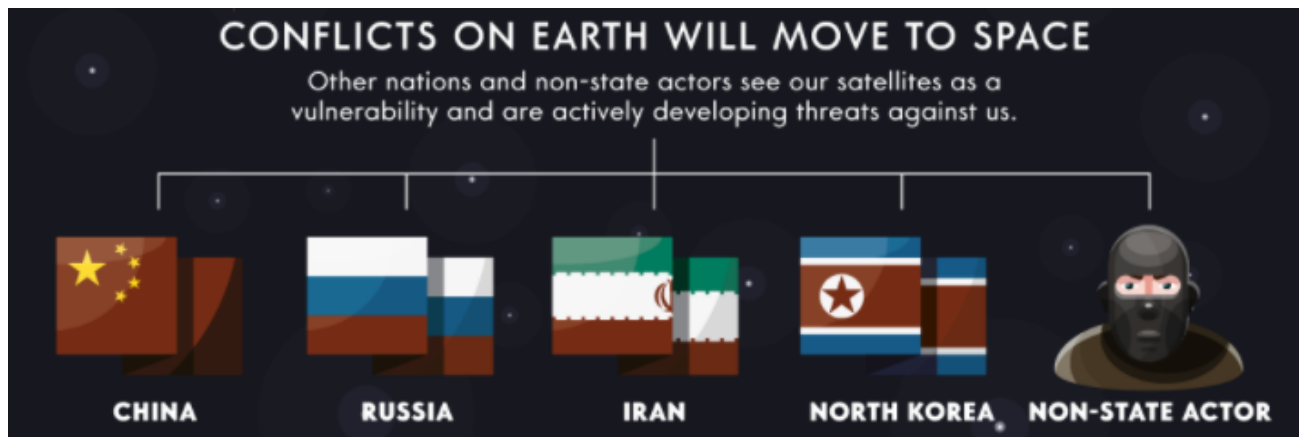 CONFLICTS ON EARTH WILL MOVE TO SPACE
Other nations and non-state actors see our satellites as a
vulnerability and are actively developing threats against us.
CHINA
RUSSIA
IRAN
NORTH KOREA
NON-STATE ACTOR